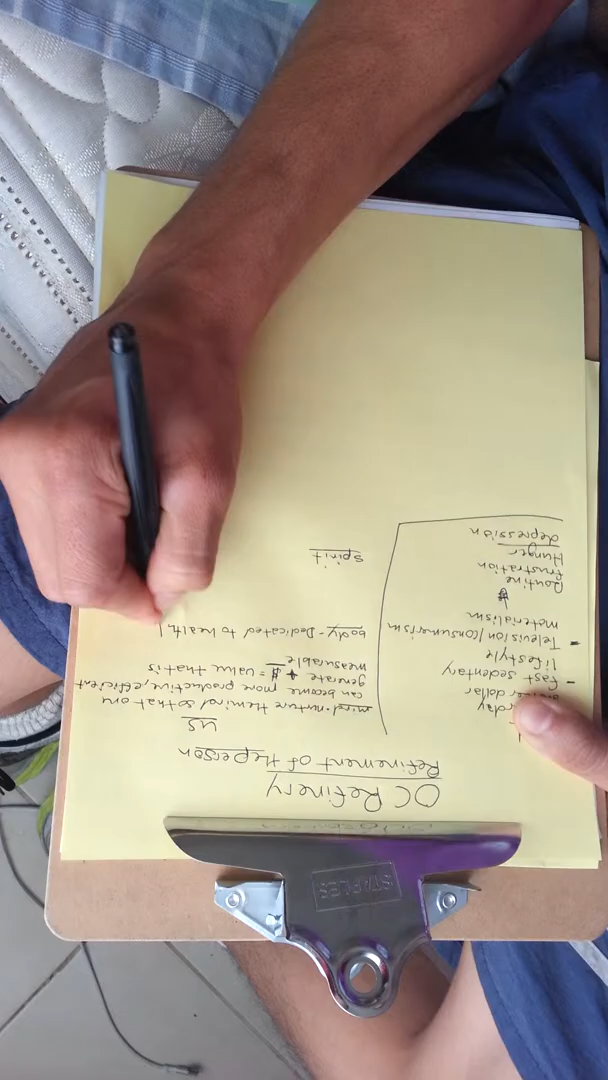 OC Refinery
Refinement of the person
us
mind - nurture the mind so that one
can become more productive, efficient
generate + $ = value that is
measurable
body - Dedicated to health
spirit
dollar
- fast sedentary
lifestyle
- Television/consumerism
materialism
Routine
frustration
Hunger
depression
STAPLES